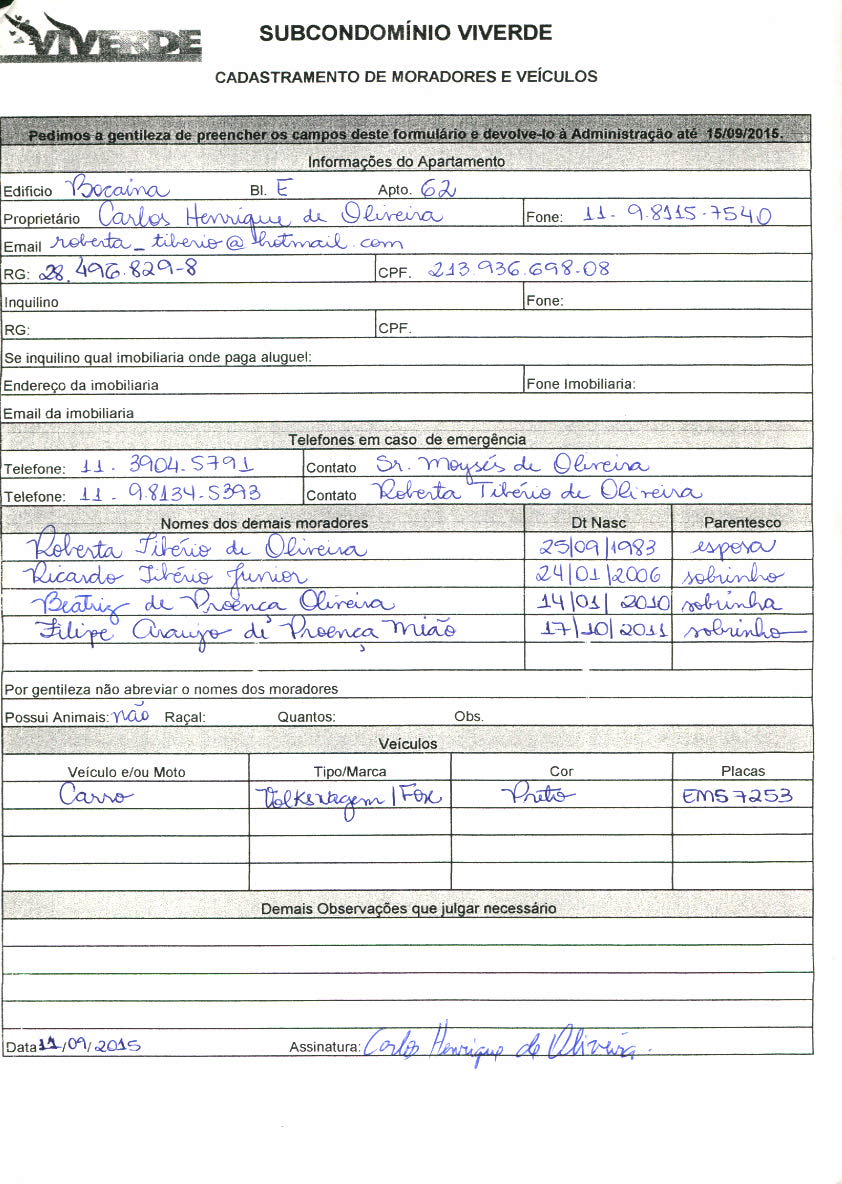 VIVERDE
SUBCONDOMÍNIO VIVERDE
CADASTRAMENTO DE MORADORES E VEÍCULOS
Pedimos a gentileza de preencher os campos deste formulário e devolve-lo à Administração até 15/09/2015.
Informações do Apartamento
Edificio Bocaina Bl. E Apto. 62
Proprietário Carlos Henrique de Oliveira Fone: 11 - 9.8115-7540
Email roberta_tiberio@hotmail.com
RG: 28.496.829-8 CPF. 213.936.698-08
Inquilino Fone:
RG: CPF.
Se inquilino qual imobiliaria onde paga aluguel:
Endereço da imobiliaria Fone Imobiliaria:
Email da imobiliaria
Telefones em caso de emergência
Telefone: 11 - 3904-5791 Contato Sr. Moysés de Oliveira
Telefone: 11 - 9.8134-5393 Contato Roberta Tibério de Oliveira
Nomes dos demais moradores Dt Nasc Parentesco
Roberta Tibério de Oliveira 25/09/1983 esposa
Ricardo Tibério Junior 24/01/2006 sobrinho
Beatriz de Proença Oliveira 14/01/2010 sobrinha
Filipe Araujo de Proença Mião 17/10/2011 sobrinho
Por gentileza não abreviar o nomes dos moradores
Possui Animais: não Raçal: Quantos: Obs.
Veículos
Veículo e/ou Moto Tipo/Marca Cor Placas
Carro Volksvagem/Fox Preto EMS 7253
Demais Observações que julgar necessário
Data 11/09/2015 Assinatura: Carlos Henrique de Oliveira.